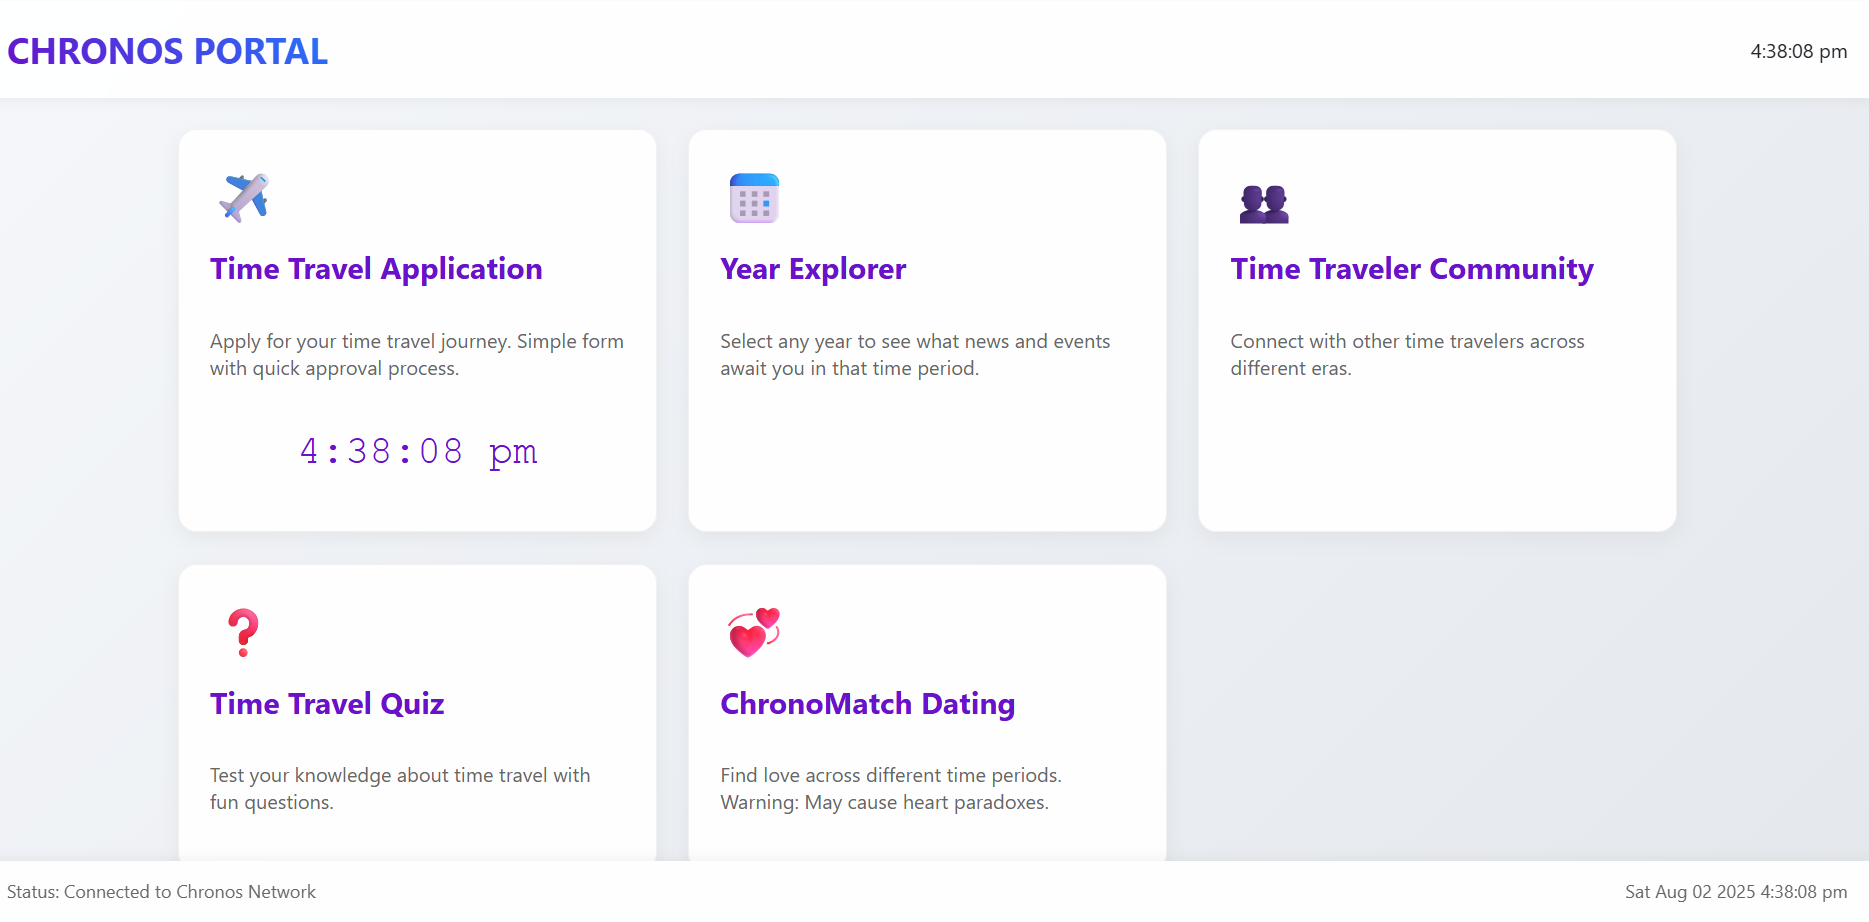 CHRONOS PORTAL
4:38:08 pm
Time Travel Application
Apply for your time travel journey. Simple form
with quick approval process.
4:38:08 pm
Year Explorer
Select any year to see what news and events
await you in that time period.
Time Traveler Community
Connect with other time travelers across
different eras.
Time Travel Quiz
Test your knowledge about time travel with
fun questions.
ChronoMatch Dating
Find love across different time periods.
Warning: May cause heart paradoxes.
Status: Connected to Chronos Network
Sat Aug 02 2025 4:38:08 pm